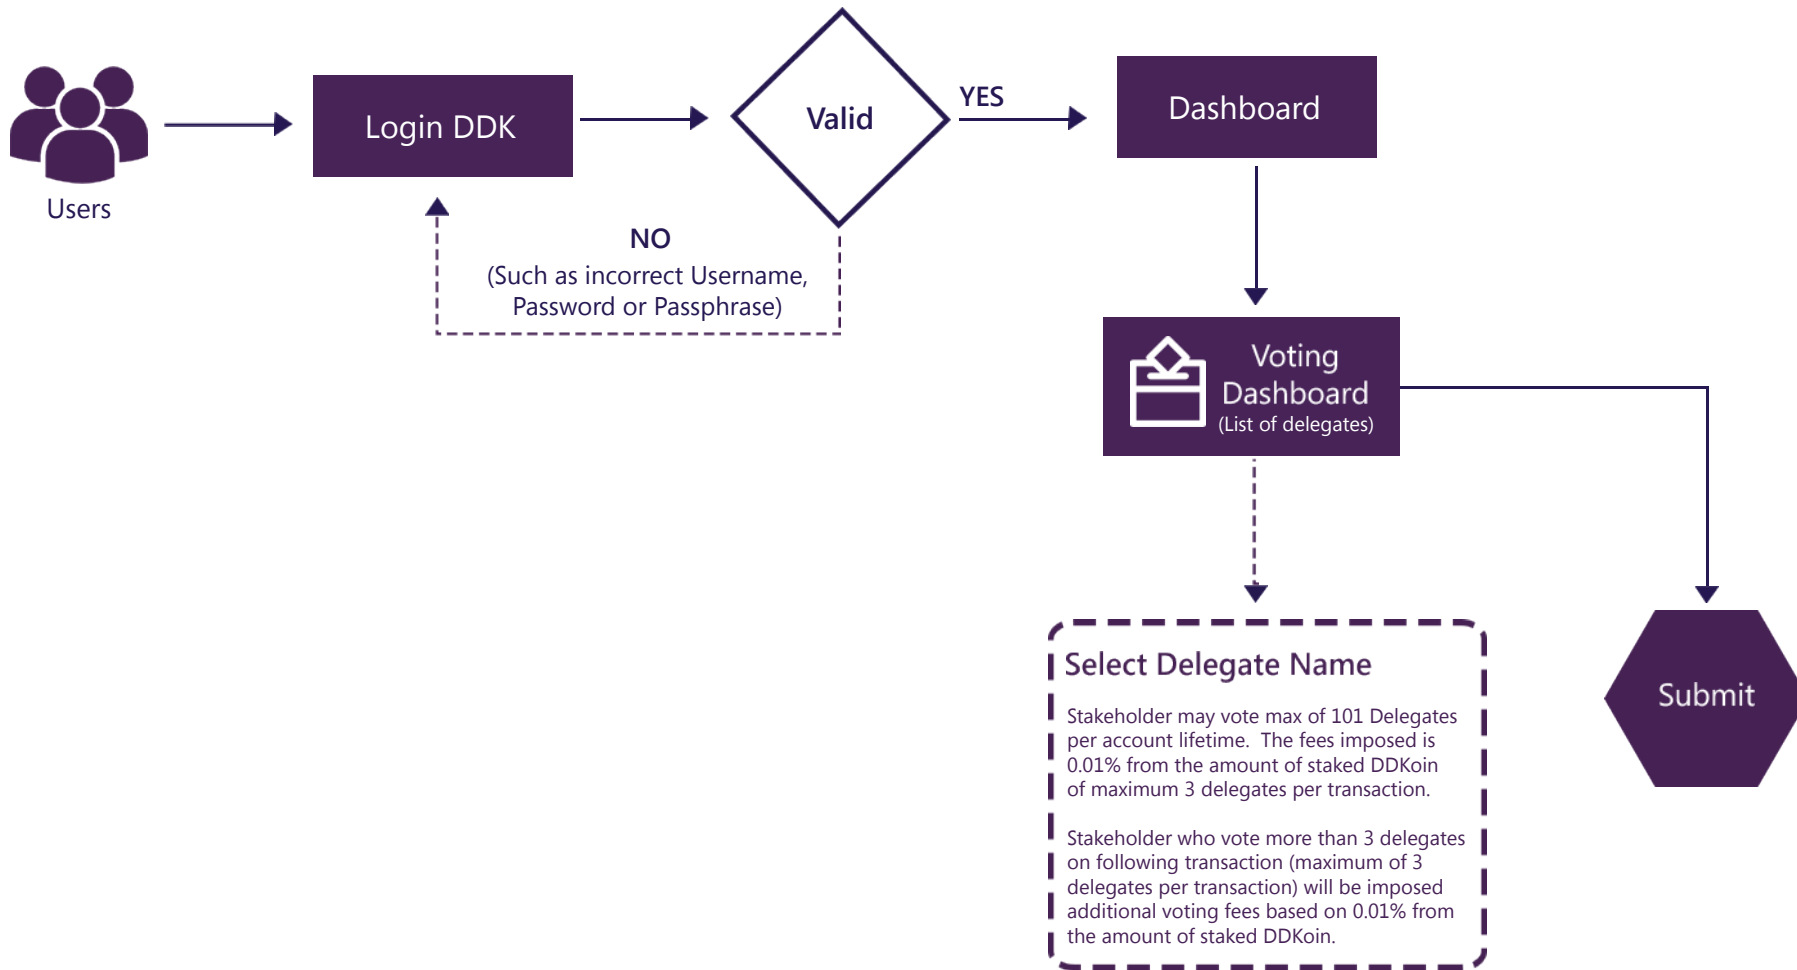 Users
Login DDK
Valid
YES
Dashboard
NO
(Such as incorrect Username,
Password or Passphrase)
Voting
Dashboard
(List of delegates)
Select Delegate Name
Stakeholder may vote max of 101 Delegates
per account lifetime.  The fees imposed is
0.01% from the amount of staked DDKoin
of maximum 3 delegates per transaction.
Stakeholder who vote more than 3 delegates
on following transaction (maximum of 3
delegates per transaction) will be imposed
additional voting fees based on 0.01% from
the amount of staked DDKoin.
Submit